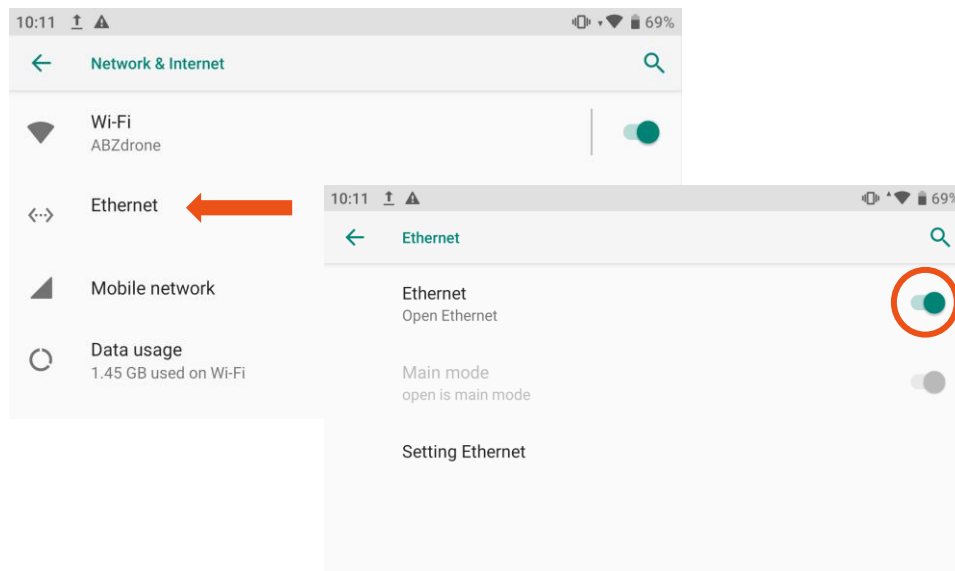 10:11
69%
Network & Internet
Wi-Fi
ABZdrone
Ethernet
Mobile network
Data usage
1.45 GB used on Wi-Fi
10:11
69%
Ethernet
Ethernet
Open Ethernet
Main mode
open is main mode
Setting Ethernet